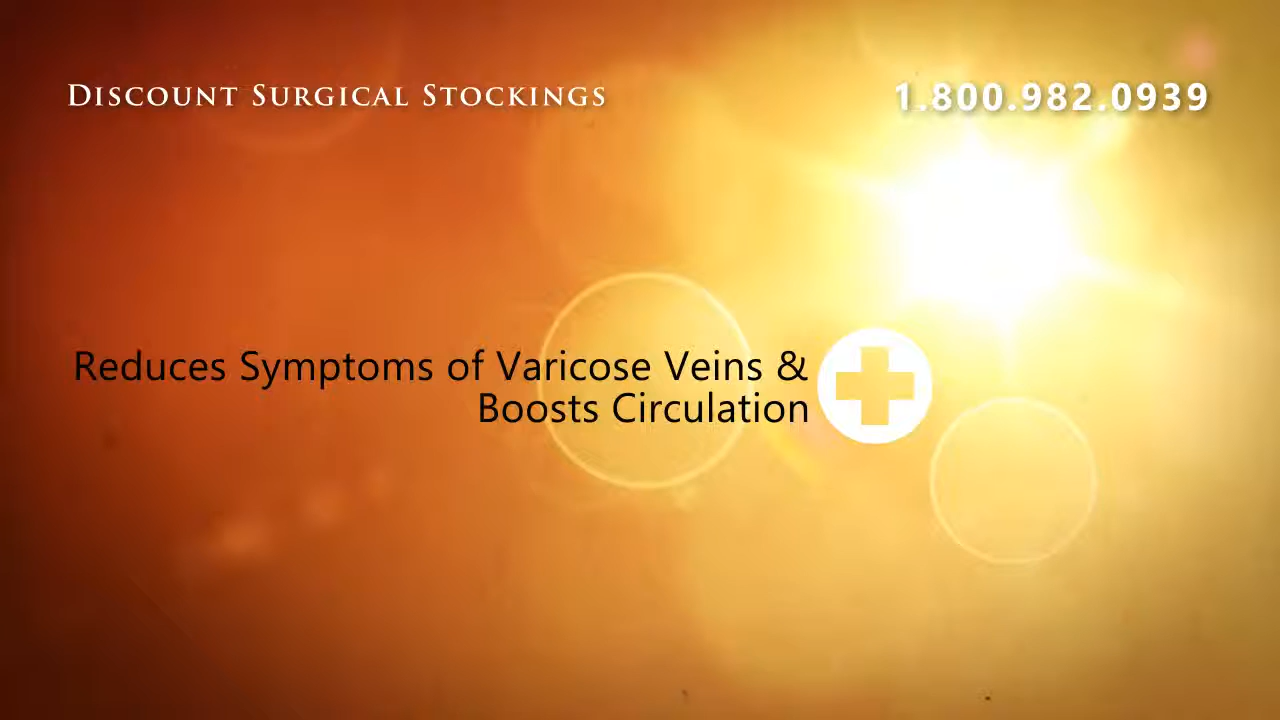 Discount Surgical Stockings
1.800.982.0939
Reduces Symptoms of Varicose Veins &
Boosts Circulation